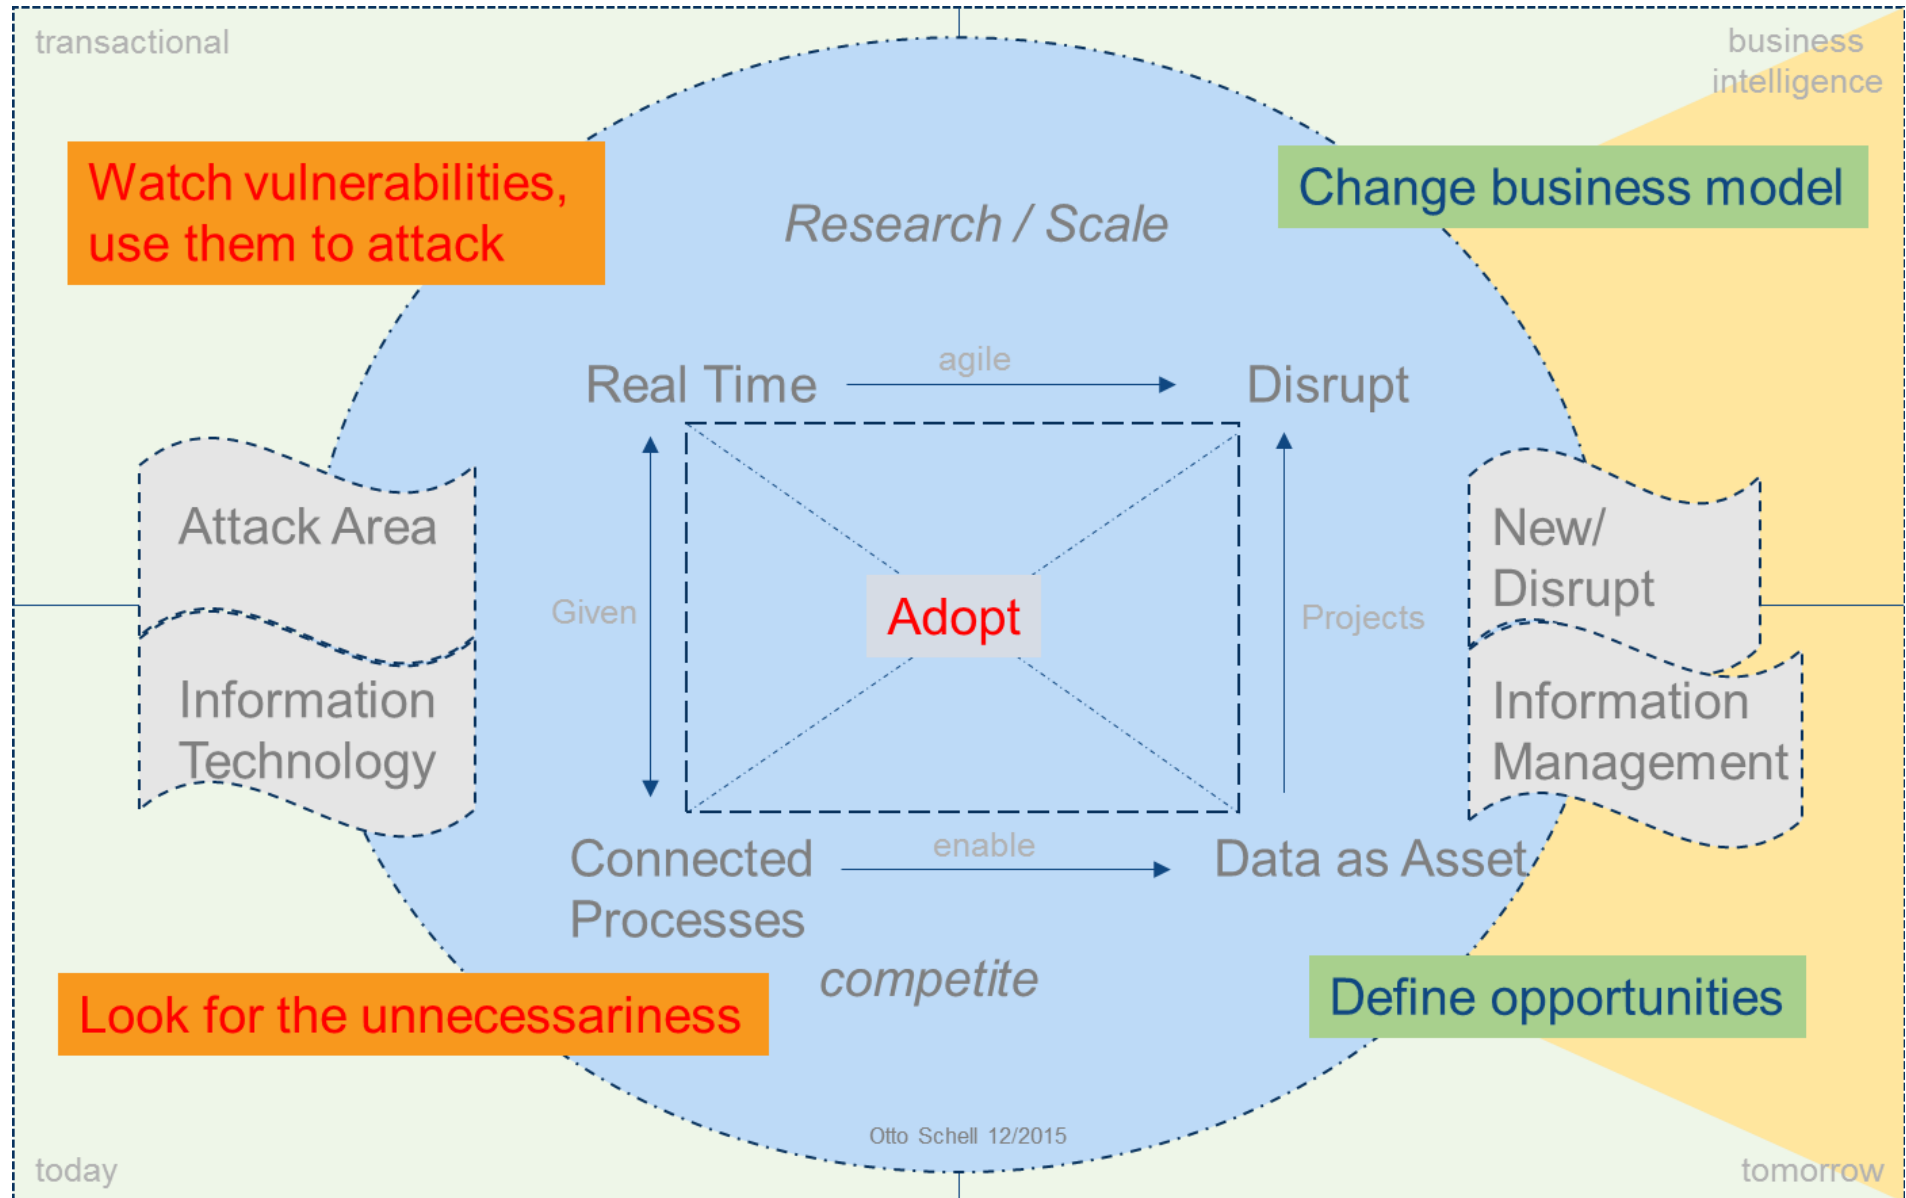 transactional
business
intelligence
Watch vulnerabilities,
use them to attack
Change business model
Research / Scale
agile
Real Time
Disrupt
Attack Area
New/
Disrupt
Given
Adopt
Projects
Information
Technology
Information
Management
enable
Connected
Processes
Data as Asset
competite
Look for the unnecessariness
Define opportunities
Otto Schell 12/2015
today
tomorrow